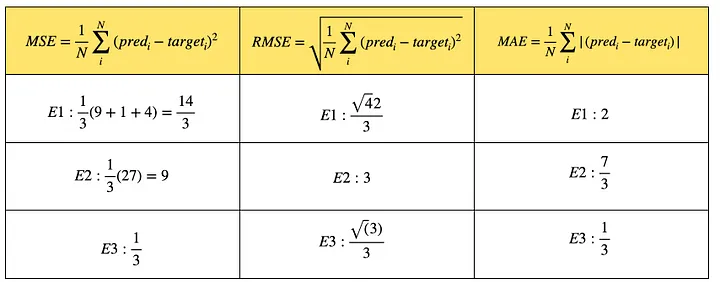 MSE = \frac{1}{N} \sum_{i}^{N} (pred_i − target_i)^2
RMSE = \sqrt{\frac{1}{N} \sum_{i}^{N} (pred_i − target_i)^2}
MAE = \frac{1}{N} \sum_{i}^{N} |(pred_i − target_i)|
E1 : \frac{1}{3}(9 + 1 + 4) = \frac{14}{3}
E1 : \frac{\sqrt{4}2}{3}
E1 : 2
E2 : \frac{1}{3}(27) = 9
E2 : 3
E2 : \frac{7}{3}
E3 : \frac{1}{3}
E3 : \frac{\sqrt{(}3)}{3}
E3 : \frac{1}{3}